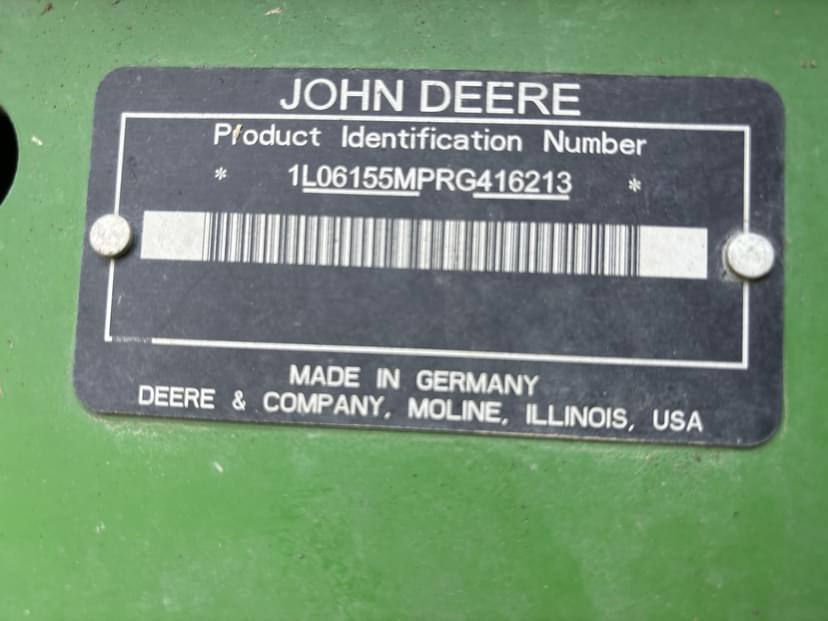 JOHN DEERE
Product Identification Number
* 1L06155MPRG416213 *
MADE IN GERMANY
DEERE & COMPANY, MOLINE, ILLINOIS, USA